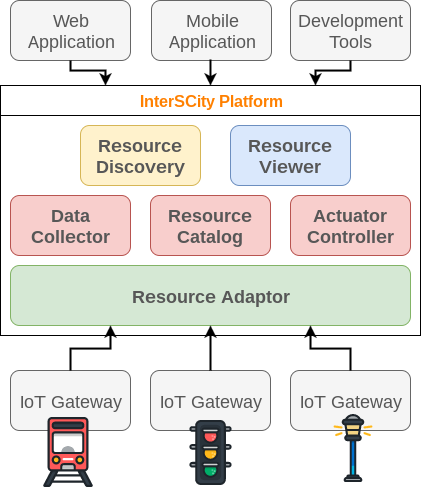 Web
Application
Mobile
Application
Development
Tools
InterSCity Platform
Resource
Discovery
Resource
Viewer
Data
Collector
Resource
Catalog
Actuator
Controller
Resource Adaptor
IoT Gateway
IoT Gateway
IoT Gateway